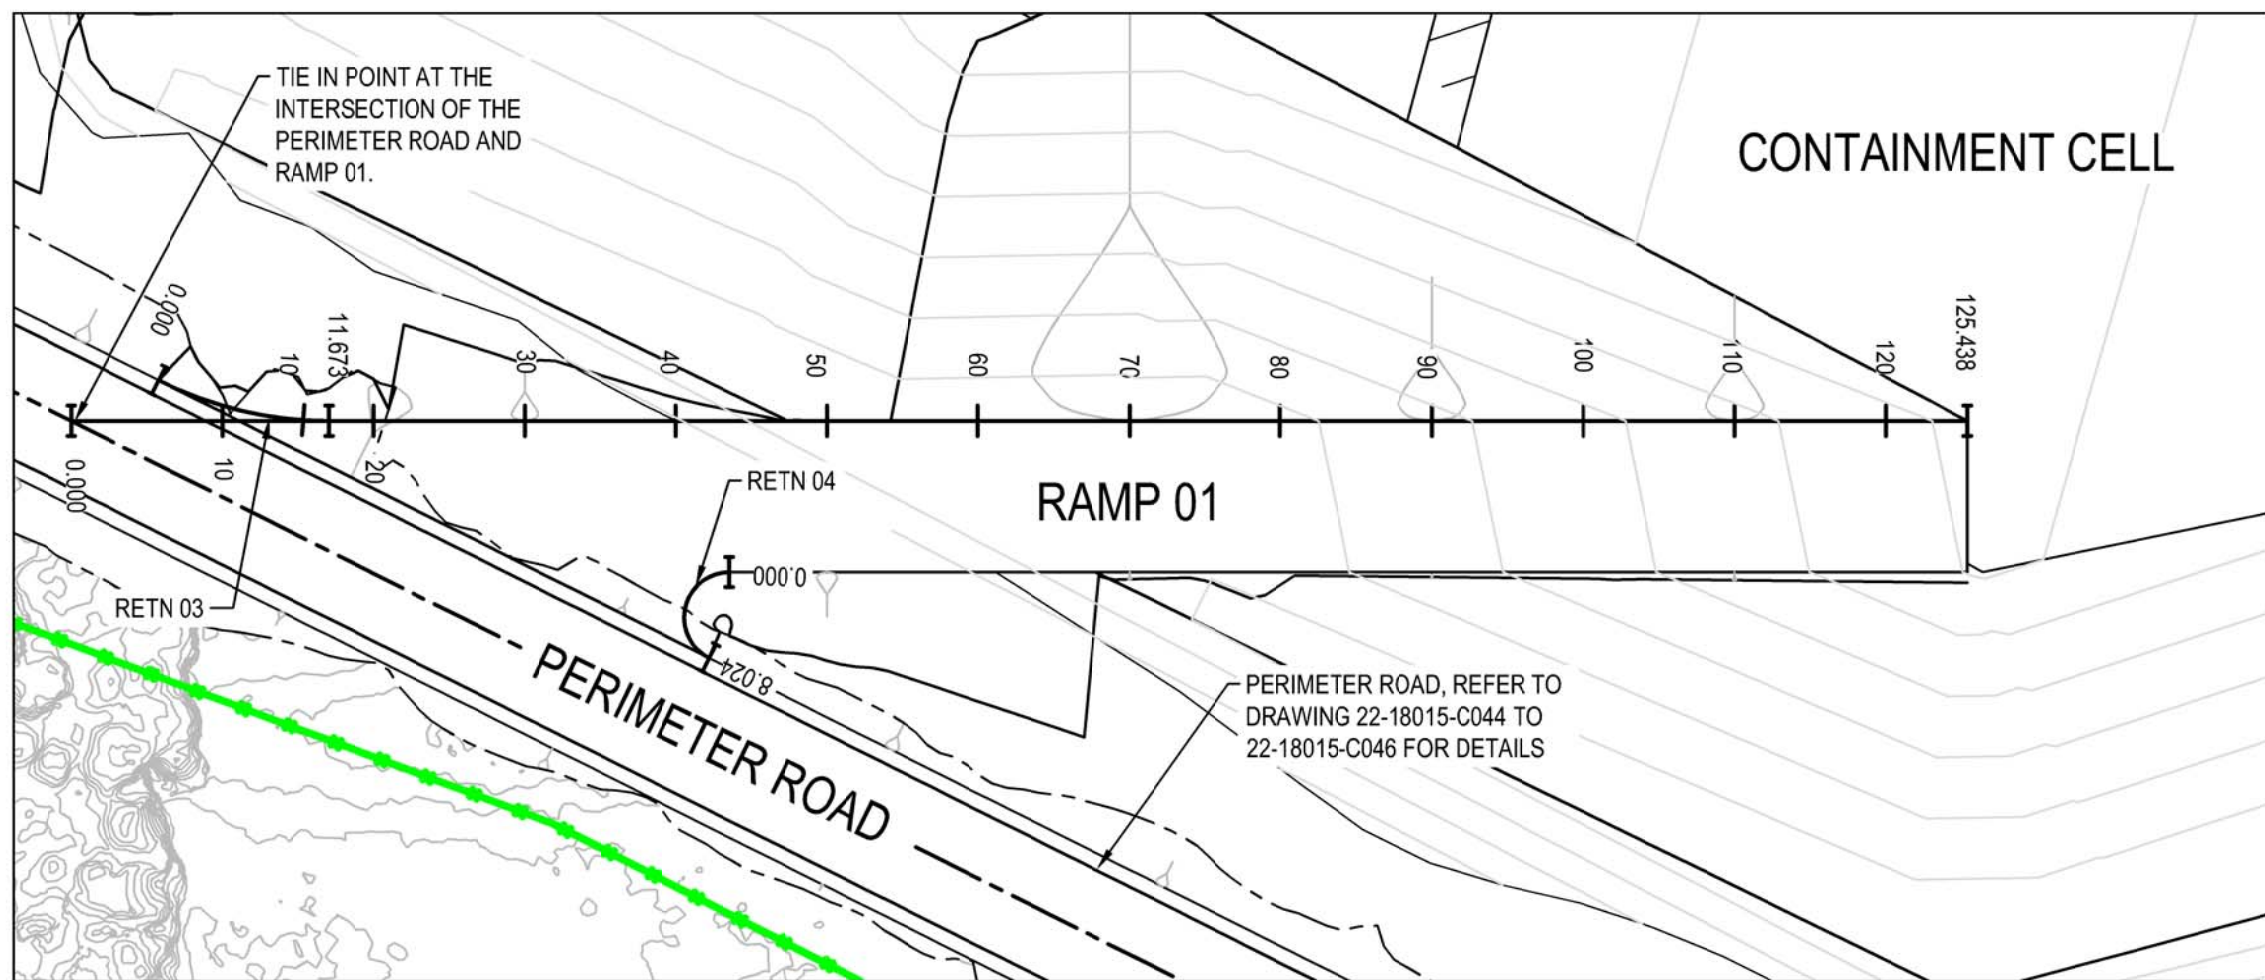 TIE IN POINT AT THE
INTERSECTION OF THE
PERIMETER ROAD AND
RAMP 01.
CONTAINMENT CELL
0.000
10
11.673
30
40
50
60
70
80
90
100
110
120
125.438
0.000
10
20
RETN 04
RAMP 01
0.000
RETN 03
8.024
PERIMETER ROAD
PERIMETER ROAD, REFER TO
DRAWING 22-18015-C044 TO
22-18015-C046 FOR DETAILS